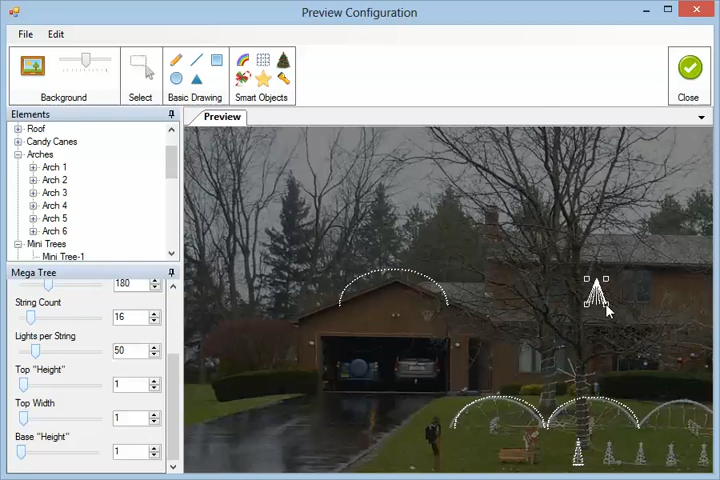 Preview Configuration
File Edit
Background Select Basic Drawing Smart Objects Close
Elements
Preview
Roof
Candy Canes
Arches
Arch 1
Arch 2
Arch 3
Arch 4
Arch 5
Arch 6
Mini Trees
Mini Tree-1
Mega Tree
180
String Count
16
Lights per String
50
Top "Height"
1
Top Width
1
Base "Height"
1